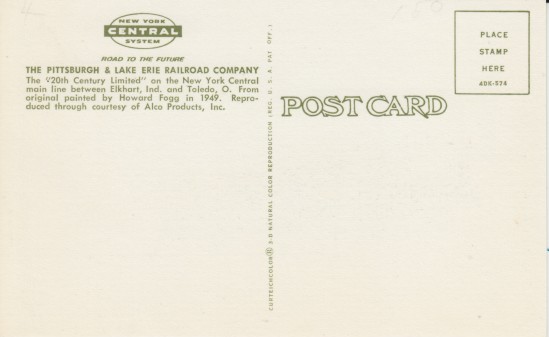 NEW YORK
CENTRAL
SYSTEM
ROAD TO THE FUTURE
THE PITTSBURGH & LAKE ERIE RAILROAD COMPANY
The "20th Century Limited" on the New York Central
main line between Elkhart, Ind. and Toledo, O. From
original painted by Howard Fogg in 1949. Repro-
duced through courtesy of Alco Products, Inc.
CURTEICHCOLOR® 3-D NATURAL COLOR REPRODUCTION (REG. U. S. A. PAT. OFF.)
POST CARD
PLACE
STAMP
HERE
ADK-574